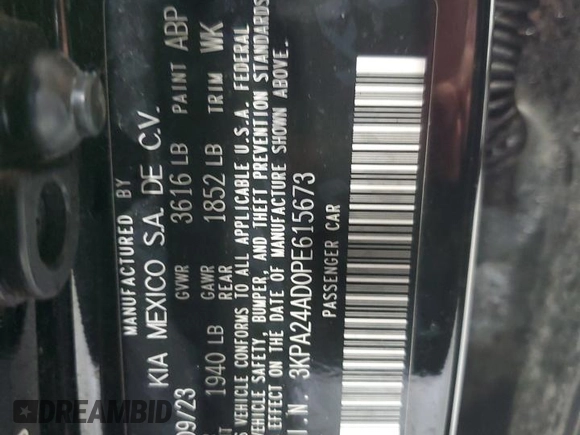 MANUFACTURED BY
KIA MEXICO S.A. DE C.V.
09/23 GVWR 3616 LB PAINT ABP
1940 LB GAWR REAR 1852 LB TRIM WK
VEHICLE CONFORMS TO ALL APPLICABLE U.S.A. FEDERAL
VEHICLE SAFETY, BUMPER, AND THEFT PREVENTION STANDARDS
EFFECT ON THE DATE OF MANUFACTURE SHOWN ABOVE.
I.N. 3KPA24AD0PE615673
PASSENGER CAR
DREAMBID